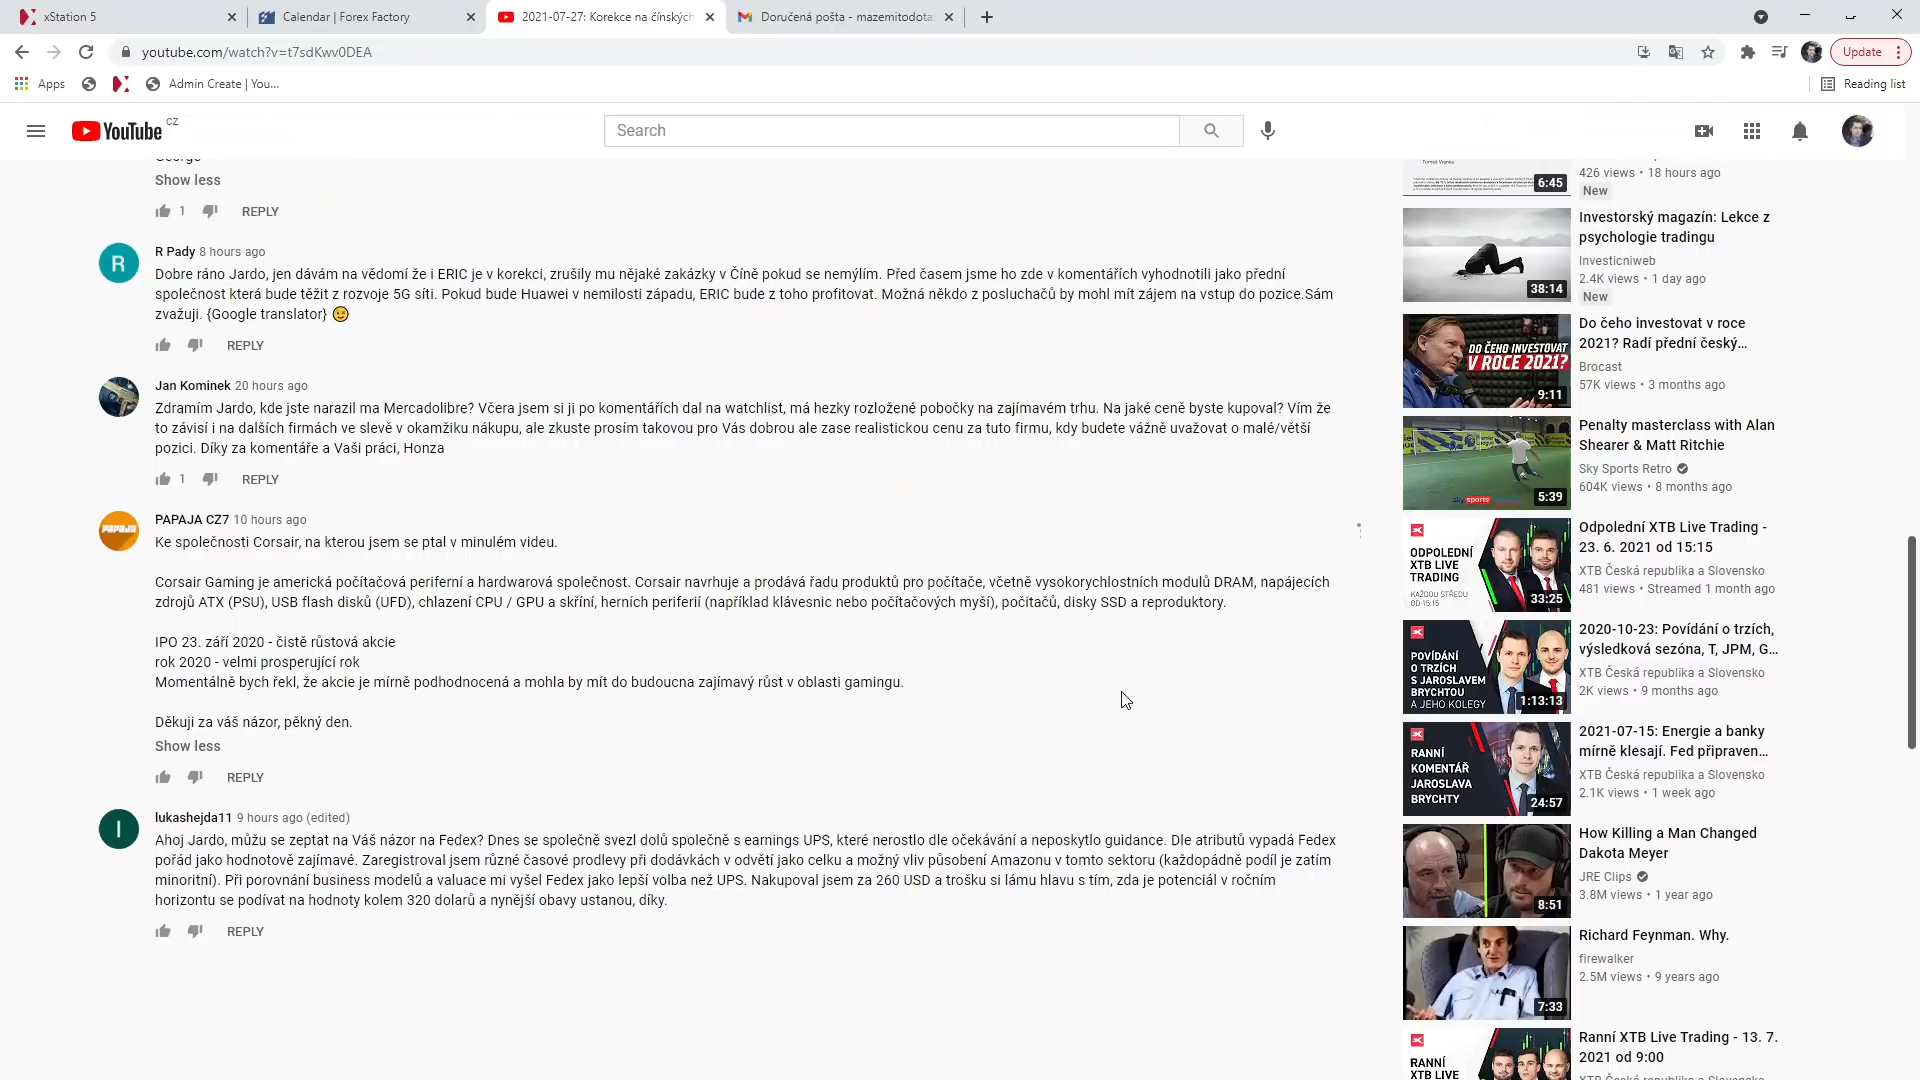 xStation 5
Calendar | Forex Factory
2021-07-27: Korekce na čínských
Doručená pošta - mazemitodota
youtube.com/watch?v=t7sdKwv0DEA
Update
Apps
Admin Create | You...
Reading list
YouTube CZ
Search
George
Show less
1 REPLY
R Pady 8 hours ago
Dobre ráno Jardo, jen dávám na vědomí že i ERIC je v korekci, zrušily mu nějaké zakázky v Číně pokud se nemýlím. Před časem jsme ho zde v komentářích vyhodnotili jako přední
společnost která bude těžit z rozvoje 5G síti. Pokud bude Huawei v nemilosti západu, ERIC bude z toho profitovat. Možná někdo z posluchačů by mohl mít zájem na vstup do pozice.Sám
zvažuji. {Google translator} 😉
REPLY
Jan Kominek 20 hours ago
Zdramím Jardo, kde jste narazil ma Mercadolibre? Včera jsem si ji po komentářích dal na watchlist, má hezky rozložené pobočky na zajímavém trhu. Na jaké ceně byste kupoval? Vím že
to závisí i na dalších firmách ve slevě v okamžiku nákupu, ale zkuste prosím takovou pro Vás dobrou ale zase realistickou cenu za tuto firmu, kdy budete vážně uvažovat o malé/větší
pozici. Díky za komentáře a Vaši práci, Honza
1 REPLY
PAPAJA
PAPAJA CZ7 10 hours ago
Ke společnosti Corsair, na kterou jsem se ptal v minulém videu.
Corsair Gaming je americká počítačová periferní a hardwarová společnost. Corsair navrhuje a prodává řadu produktů pro počítače, včetně vysokorychlostních modulů DRAM, napájecích
zdrojů ATX (PSU), USB flash disků (UFD), chlazení CPU / GPU a skříní, herních periferií (například klávesnic nebo počítačových myší), počitačů, disky SSD a reproduktory.
IPO 23. září 2020 - čistě růstová akcie
rok 2020 - velmi prosperující rok
Momentálně bych řekl, že akcie je mírně podhodnocená a mohla by mít do budoucna zajímavý růst v oblasti gamingu.
Děkuji za váš názor, pěkný den.
Show less
REPLY
lukashejda11 9 hours ago (edited)
Ahoj Jardo, můžu se zeptat na Váš názor na Fedex? Dnes se společně svezl dolů společně s earnings UPS, které nerostlo dle očekávání a neposkytlo guidance. Dle atributů vypadá Fedex
pořád jako hodnotově zajímavé. Zaregistroval jsem různé časové prodlevy při dodávkách v odvětí jako celku a možný vliv působení Amazonu v tomto sektoru (každopádně podíl je zatím
minoritní). Při porovnání business modelů a valuace mi vyšel Fedex jako lepší volba než UPS. Nakupoval jsem za 260 USD a trošku si lámu hlavu s tím, zda je potenciál v ročním
horizontu se podívat na hodnoty kolem 320 dolarů a nynější obavy ustanou, díky.
REPLY
Tomáš Vranka
6:45
426 views • 18 hours ago
New
38:14
Investorský magazín: Lekce z
psychologie tradingu
Investicniweb
2.4K views • 1 day ago
New
DO ČEHO INVESTOVAT
V ROCE 2021?
9:11
Do čeho investovat v roce
2021? Radí přední český...
Brocast
57K views • 3 months ago
sky sports
5:39
Penalty masterclass with Alan
Shearer & Matt Ritchie
Sky Sports Retro
604K views • 8 months ago
ODPOLEDNÍ
XTB LIVE
TRADING
KAŽDOU STŘEDU
OD 15:15
33:25
Odpolední XTB Live Trading -
23. 6. 2021 od 15:15
XTB Česká republika a Slovensko
481 views • Streamed 1 month ago
POVÍDÁNÍ
O TRZÍCH
S JAROSLAVEM
BRYCHTOU
A JEHO KOLEGY
1:13:13
2020-10-23: Povídání o trzích,
výsledková sezóna, T, JPM, G...
XTB Česká republika a Slovensko
2K views • 9 months ago
RANNÍ
KOMENTÁŘ
JAROSLAVA
BRYCHTY
24:57
2021-07-15: Energie a banky
mírně klesají. Fed připraven...
XTB Česká republika a Slovensko
2.1K views • 1 week ago
8:51
How Killing a Man Changed
Dakota Meyer
JRE Clips
3.8M views • 1 year ago
7:33
Richard Feynman. Why.
firewalker
2.5M views • 9 years ago
RANNÍ
XTB LIVE
Ranní XTB Live Trading - 13. 7.
2021 od 9:00
XTB Česká republika a Slovensko